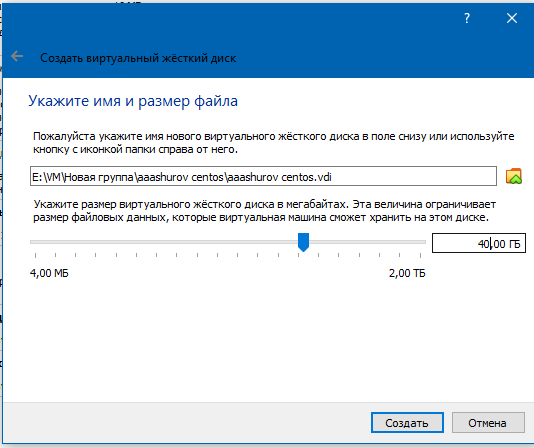 ?
Создать виртуальный жёсткий диск
Укажите имя и размер файла
Пожалуйста укажите имя нового виртуального жёсткого диска в поле снизу или используйте
кнопку с иконкой папки справа от него.
E:\VM\Новая группа\aaashurov centos\aaashurov centos.vdi
Укажите размер виртуального жёсткого диска в мегабайтах. Эта величина ограничивает
размер файловых данных, которые виртуальная машина сможет хранить на этом диске.
40,00 ГБ
4,00 МБ 2,00 ТБ
Создать Отмена